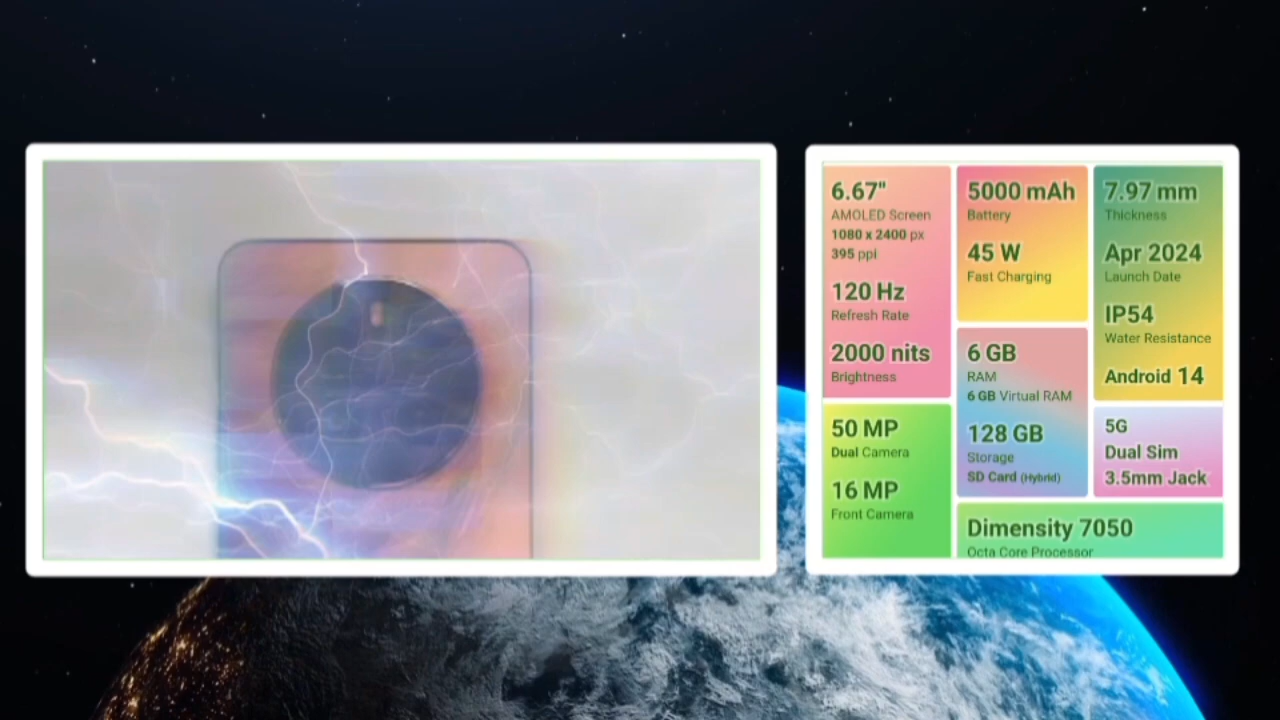 6.67"
AMOLED Screen
1080 x 2400 px
395 ppi
120 Hz
Refresh Rate
2000 nits
Brightness
50 MP
Dual Camera
16 MP
Front Camera
5000 mAh
Battery
45 W
Fast Charging
6 GB
RAM
6 GB Virtual RAM
128 GB
Storage
SD Card (Hybrid)
7.97 mm
Thickness
Apr 2024
Launch Date
IP54
Water Resistance
Android 14
5G
Dual Sim
3.5mm Jack
Dimensity 7050
Octa Core Processor